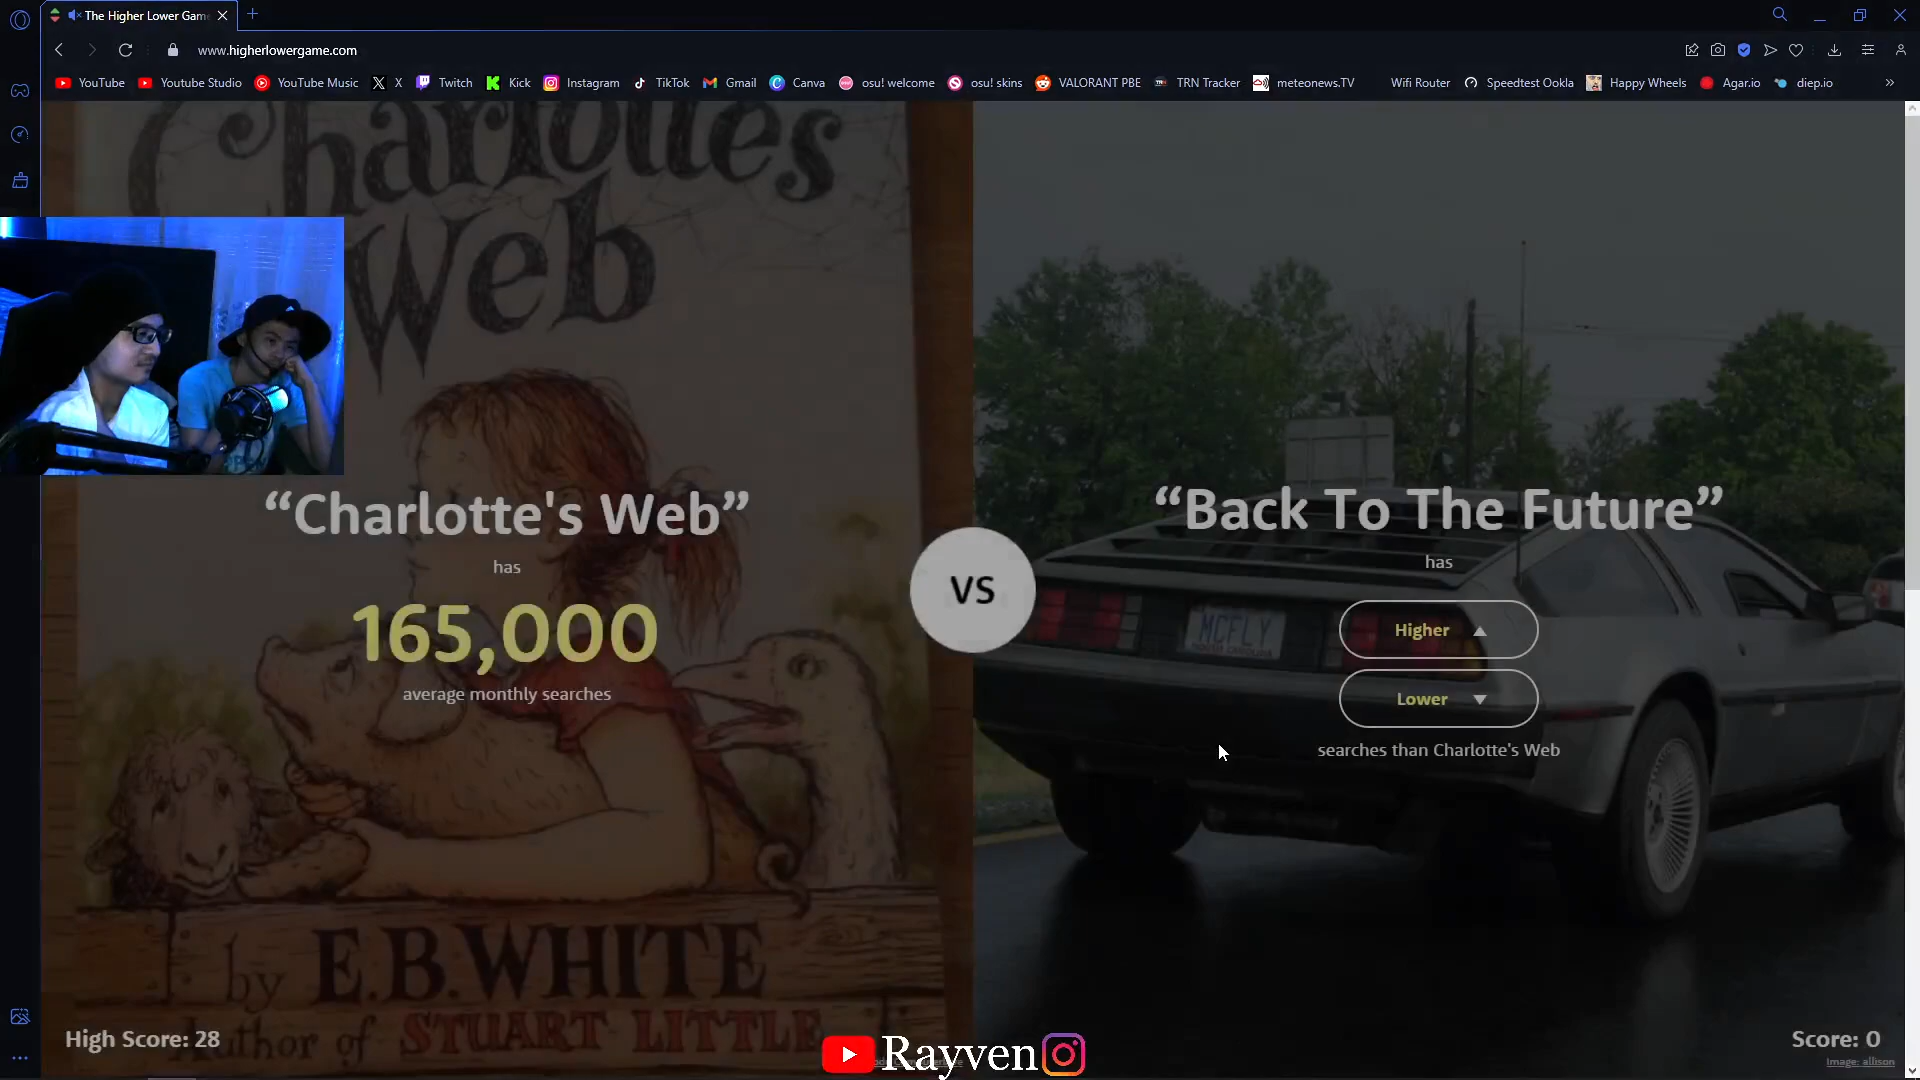 The Higher Lower Gam
www.higherlowergame.com
YouTube
Youtube Studio
YouTube Music
X
Twitch
Kick
Instagram
TikTok
Gmail
Canva
osu! welcome
osu! skins
VALORANT PBE
TRN Tracker
meteonews.TV
Wifi Router
Speedtest Ookla
Happy Wheels
Agar.io
diep.io
»
Charlotte's
Web
“Charlotte's Web”
has
165,000
average monthly searches
VS
“Back To The Future”
has
Higher ▲
Lower ▼
searches than Charlotte's Web
MCFLY
SOUTH CAROLINA
by E.B.WHITE
Author of STUART LITTLE
High Score: 28
Rayven
Score: 0
Image: allison